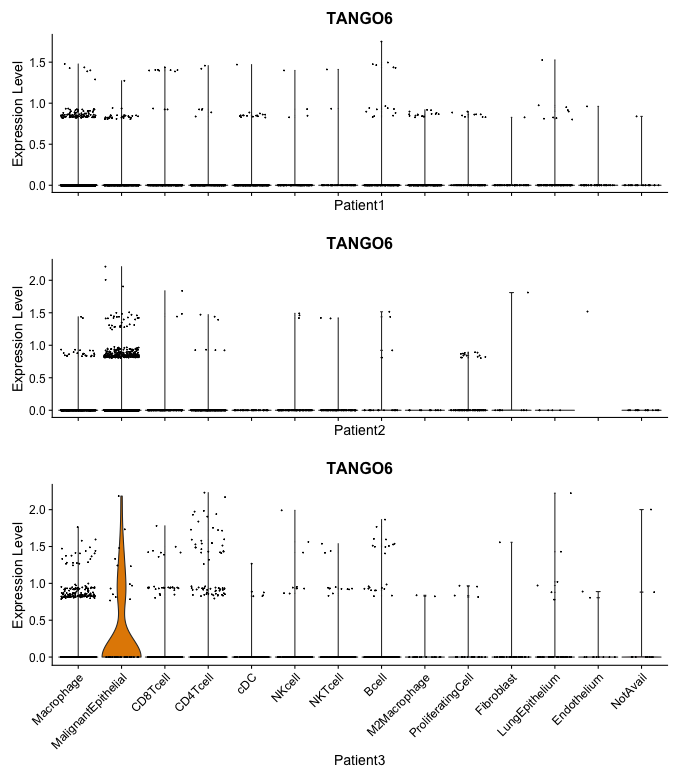 TANGO6
Expression Level
1.5
1.0
0.5
0.0
Patient1
TANGO6
Expression Level
2.0
1.5
1.0
0.5
0.0
Patient2
TANGO6
Expression Level
2.0
1.5
1.0
0.5
0.0
Macrophage
MalignantEpithelial
CD8Tcell
CD4Tcell
cDC
NKcell
NKTcell
Bcell
M2Macrophage
ProliferatingCell
Fibroblast
LungEpithelium
Endothelium
NotAvail
Patient3